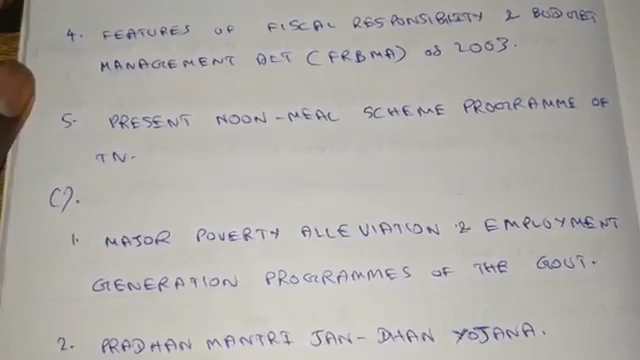 4. FEATURES OF FISCAL RESPONSIBILITY & BUDGET
MANAGEMENT ACT (FRBMA) OF 2003.
5. PRESENT NOON-MEAL SCHEME PROGRAMME OF
TN.
C).
1. MAJOR POVERTY ALLEVIATION & EMPLOYMENT
GENERATION PROGRAMMES OF THE GOVT.
2. PRADHAN MANTRI JAN-DHAN YOJANA.